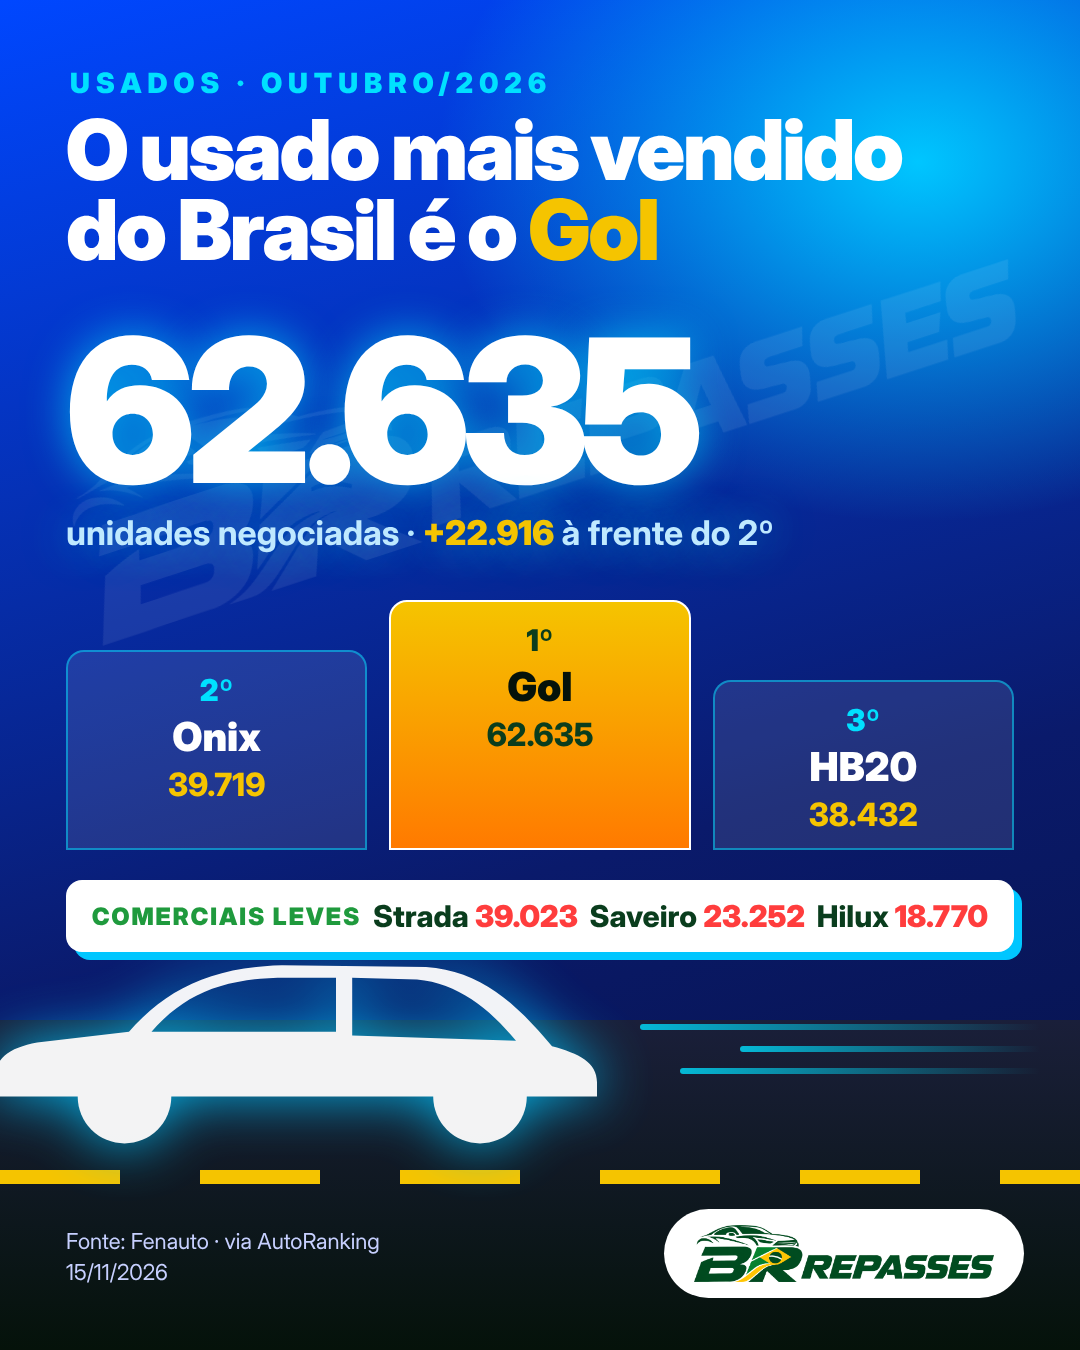 USADOS · OUTUBRO/2026
O usado mais vendido
do Brasil é o Gol
62.635
unidades negociadas · +22.916 à frente do 2º
1º
Gol
62.635
2º
Onix
39.719
3º
HB20
38.432
COMERCIAIS LEVES Strada 39.023 Saveiro 23.252 Hilux 18.770
Fonte: Fenauto · via AutoRanking
15/11/2026
BR REPASSES
BR REPASSES